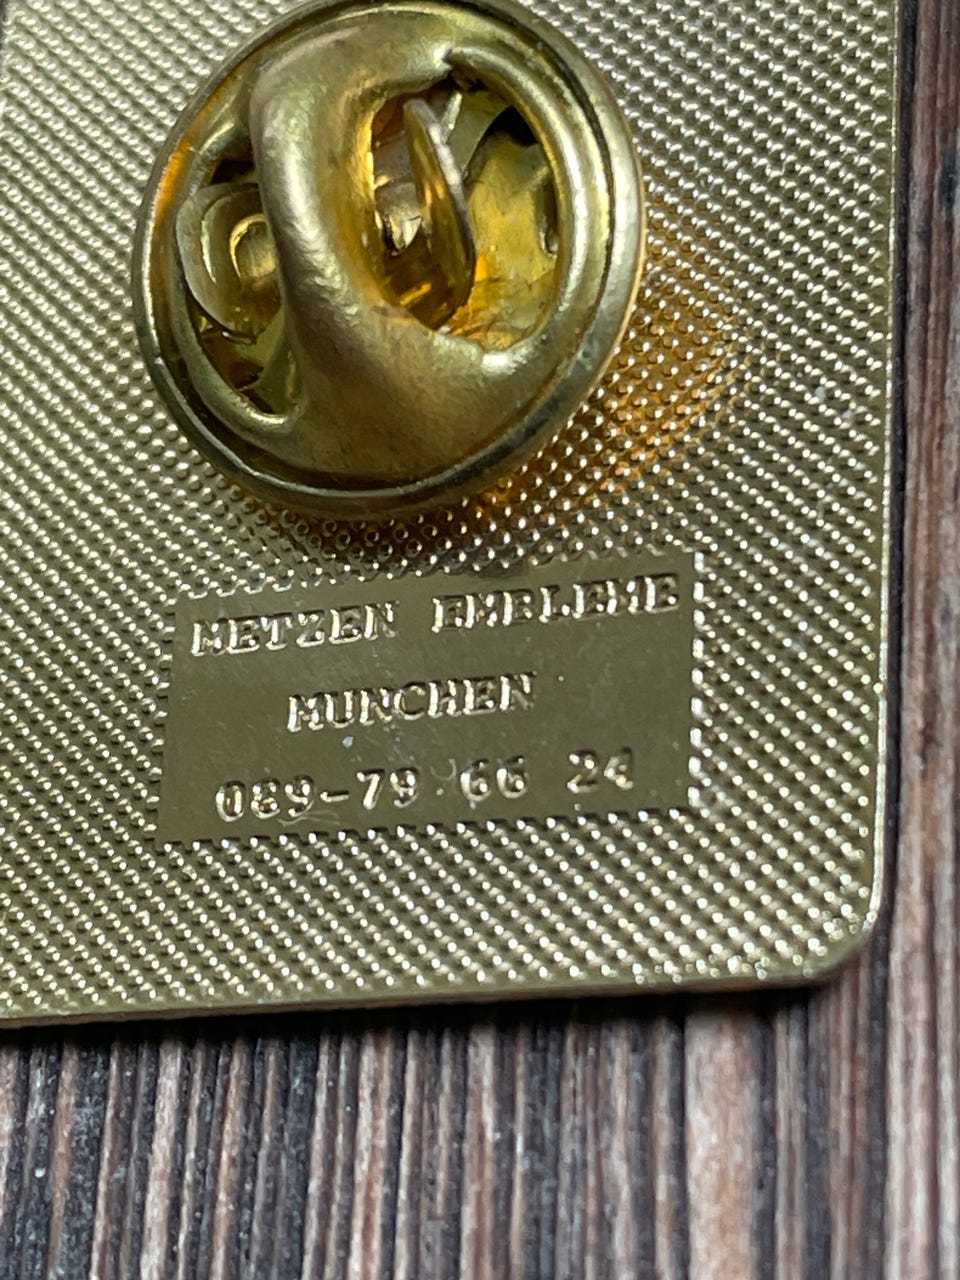 METZEN EMBLEME
MUNCHEN
089-79 66 24